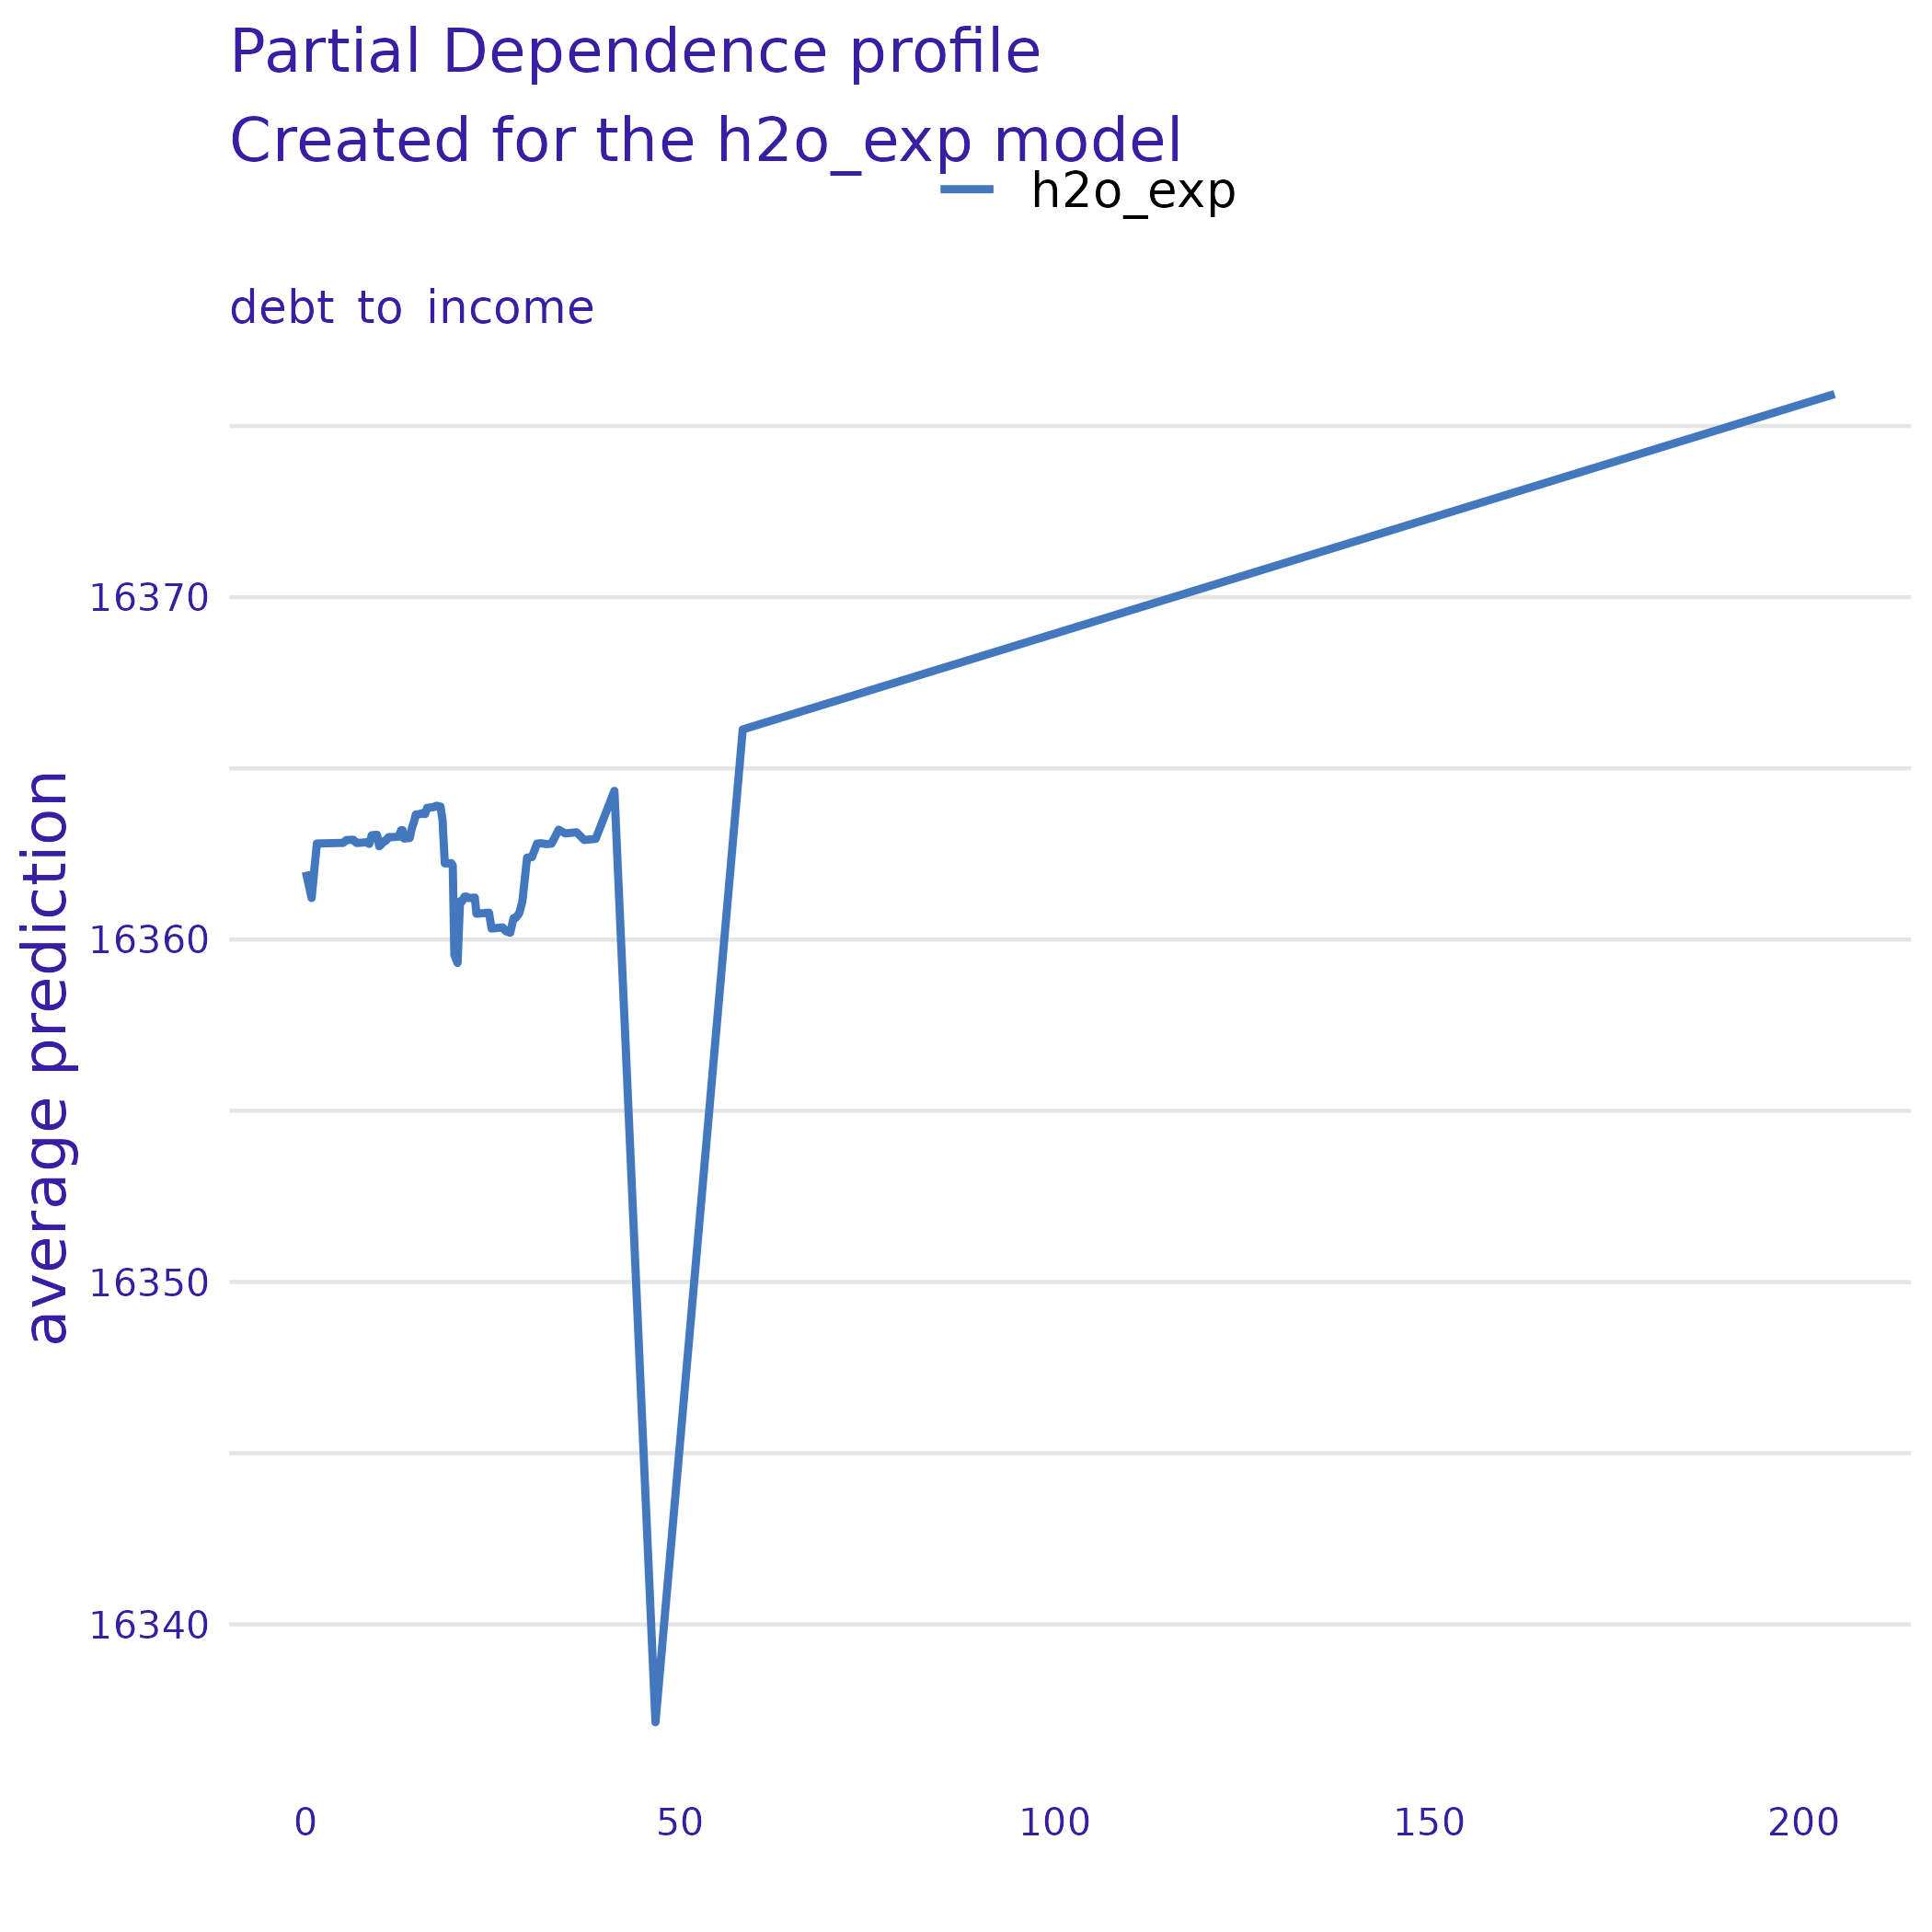 Partial Dependence profile
Created for the h2o_exp model
h2o_exp
debt to income
average prediction
16370
16360
16350
16340
0 50 100 150 200